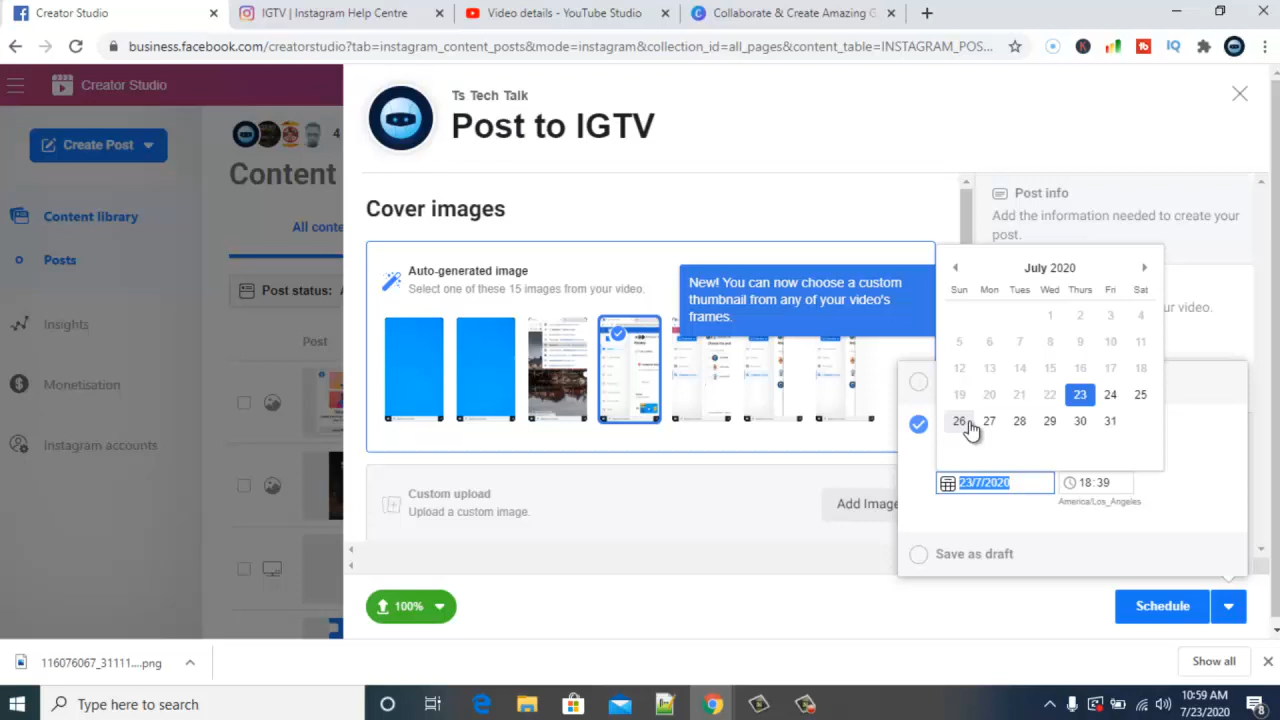 Creator Studio
IGTV | Instagram Help Centre
Video details - YouTube Studio
Collaborate & Create Amazing G
business.facebook.com/creatorstudio?tab=instagram_content_posts&mode=instagram&collection_id=all_pages&content_table=INSTAGRAM_POS...
Creator Studio
Create Post
Content library
Posts
Insights
Monetisation
Instagram accounts
4
Content
All conte
Post status: A
Post
Ts Tech Talk
Post to IGTV
Cover images
Auto-generated image
Select one of these 15 images from your video.
New! You can now choose a custom
thumbnail from any of your video's
frames.
Custom upload
Upload a custom image.
Add Image
Post info
Add the information needed to create your
post.
ur video.
July 2020
Sun Mon Tues Wed Thurs Fri Sat
1 2 3 4
5 6 7 8 9 10 11
12 13 14 15 16 17 18
19 20 21 22 23 24 25
26 27 28 29 30 31
23/7/2020
18:39
America/Los_Angeles
Save as draft
100%
Schedule
116076067_31111....png
Show all
Type here to search
10:59 AM
7/23/2020
8